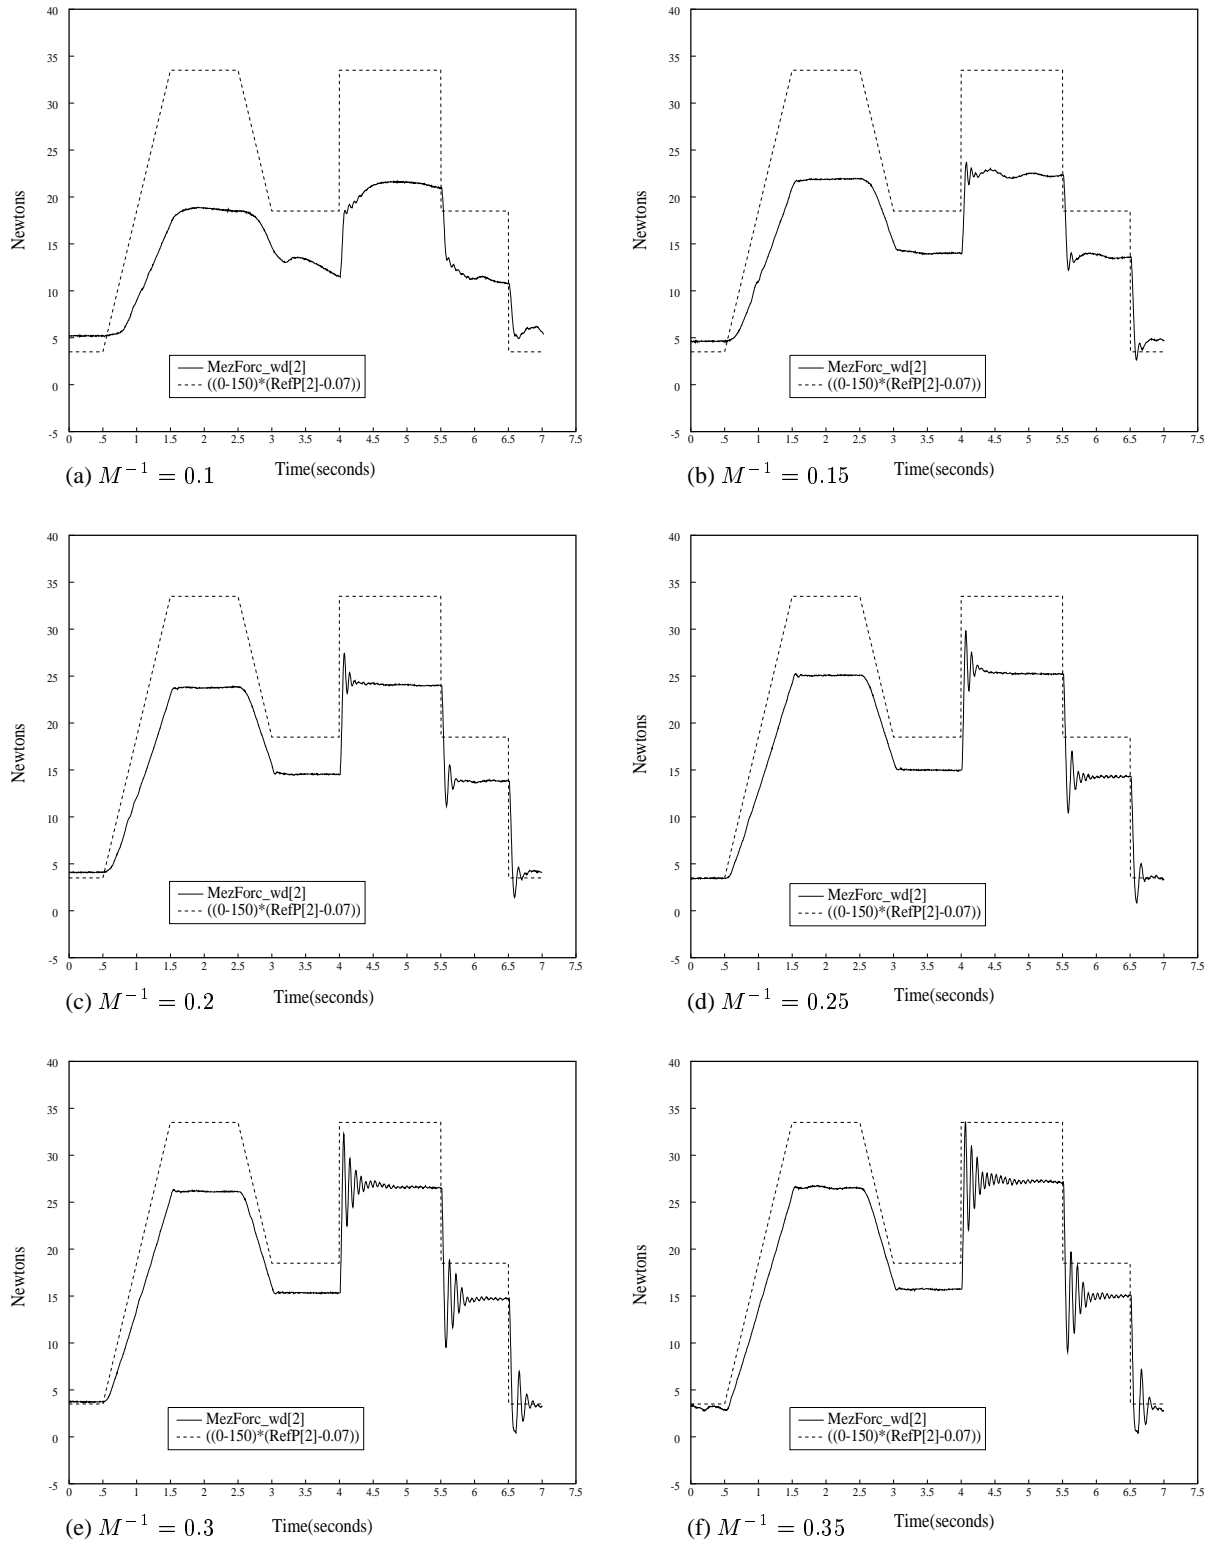 40
35
30
25
20
15
10
5
0
-5
Newtons
MezForc_wd[2]
((0-150)*(RefP[2]-0.07))
0 .5 1 1.5 2 2.5 3 3.5 4 4.5 5 5.5 6 6.5 7 7.5
Time(seconds)
(a) M^{-1} = 0.1
40
35
30
25
20
15
10
5
0
-5
Newtons
MezForc_wd[2]
((0-150)*(RefP[2]-0.07))
0 .5 1 1.5 2 2.5 3 3.5 4 4.5 5 5.5 6 6.5 7 7.5
Time(seconds)
(b) M^{-1} = 0.15
40
35
30
25
20
15
10
5
0
-5
Newtons
MezForc_wd[2]
((0-150)*(RefP[2]-0.07))
0 .5 1 1.5 2 2.5 3 3.5 4 4.5 5 5.5 6 6.5 7 7.5
Time(seconds)
(c) M^{-1} = 0.2
40
35
30
25
20
15
10
5
0
-5
Newtons
MezForc_wd[2]
((0-150)*(RefP[2]-0.07))
0 .5 1 1.5 2 2.5 3 3.5 4 4.5 5 5.5 6 6.5 7 7.5
Time(seconds)
(d) M^{-1} = 0.25
40
35
30
25
20
15
10
5
0
-5
Newtons
MezForc_wd[2]
((0-150)*(RefP[2]-0.07))
0 .5 1 1.5 2 2.5 3 3.5 4 4.5 5 5.5 6 6.5 7 7.5
Time(seconds)
(e) M^{-1} = 0.3
40
35
30
25
20
15
10
5
0
-5
Newtons
MezForc_wd[2]
((0-150)*(RefP[2]-0.07))
0 .5 1 1.5 2 2.5 3 3.5 4 4.5 5 5.5 6 6.5 7 7.5
Time(seconds)
(f) M^{-1} = 0.35